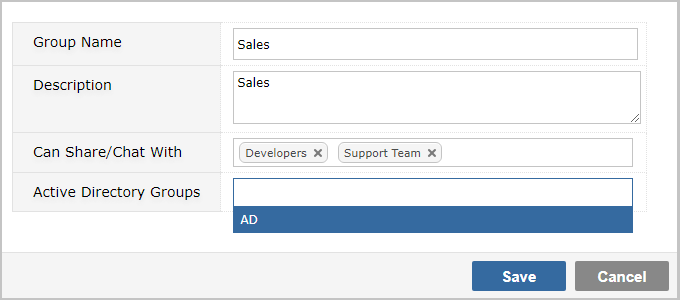 Group Name
Sales
Description
Sales
Can Share/Chat With
Developers
Support Team
Active Directory Groups
AD
Save
Cancel